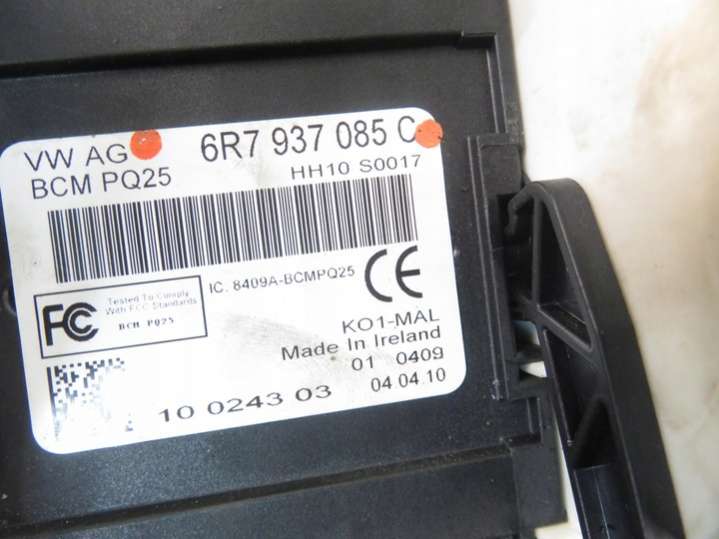 VW AG 6R7 937 085 C
BCM PQ25 HH10 S0017
IC. 8409A-BCMPQ25 CE
FC Tested To Comply
With FCC Standards
BCM PQ25
KO1-MAL
Made In Ireland
01 0409
10 0243 03 04.04.10